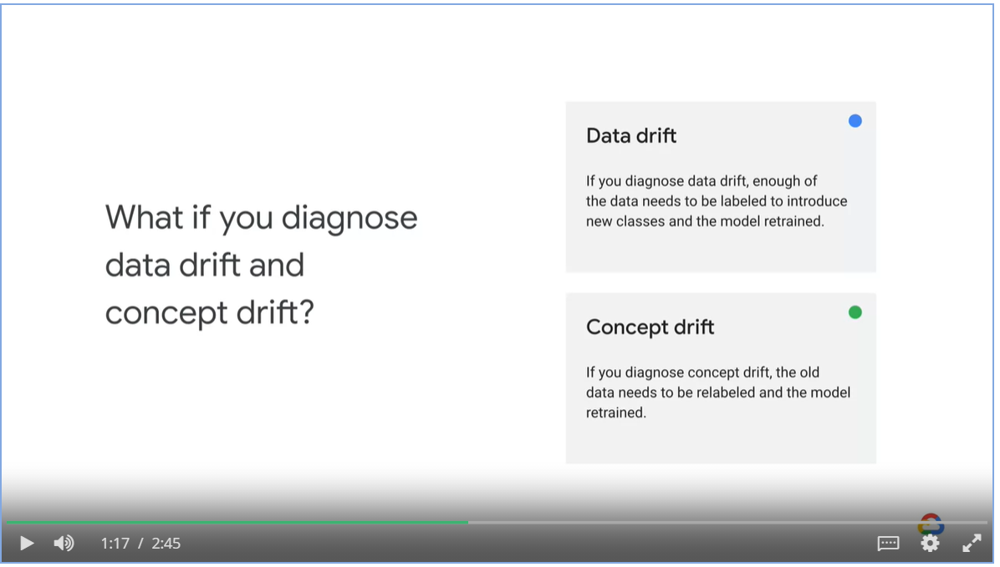 What if you diagnose
data drift and
concept drift?
Data drift
If you diagnose data drift, enough of
the data needs to be labeled to introduce
new classes and the model retrained.
Concept drift
If you diagnose concept drift, the old
data needs to be relabeled and the model
retrained.
1:17 / 2:45